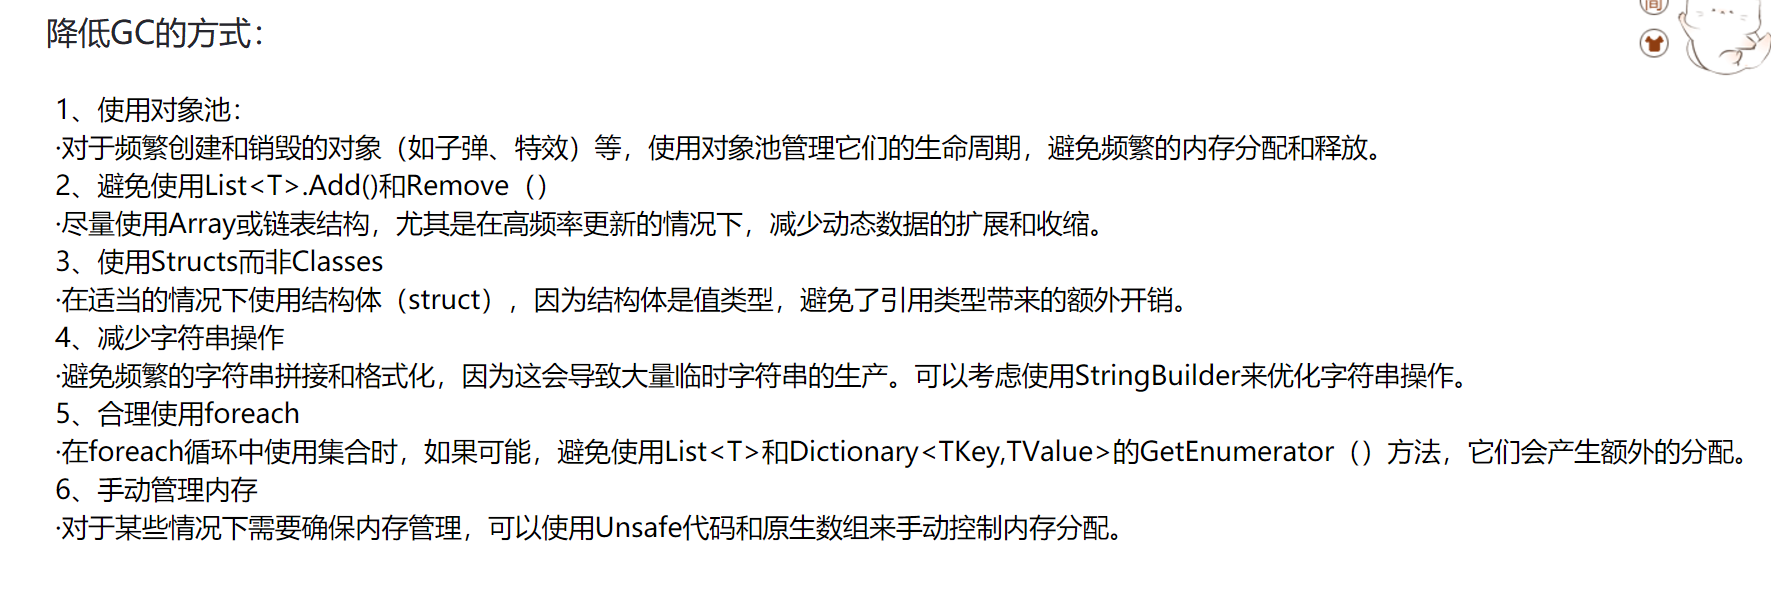 降低GC的方式：
1、使用对象池：
·对于频繁创建和销毁的对象（如子弹、特效）等，使用对象池管理它们的生命周期，避免频繁的内存分配和释放。
2、避免使用List<T>.Add()和Remove（）
·尽量使用Array或链表结构，尤其是在高频率更新的情况下，减少动态数据的扩展和收缩。
3、使用Structs而非Classes
·在适当的情况下使用结构体（struct），因为结构体是值类型，避免了引用类型带来的额外开销。
4、减少字符串操作
·避免频繁的字符串拼接和格式化，因为这会导致大量临时字符串的生产。可以考虑使用StringBuilder来优化字符串操作。
5、合理使用foreach
·在foreach循环中使用集合时，如果可能，避免使用List<T>和Dictionary<TKey,TValue>的GetEnumerator（）方法，它们会产生额外的分配。
6、手动管理内存
·对于某些情况下需要确保内存管理，可以使用Unsafe代码和原生数组来手动控制内存分配。